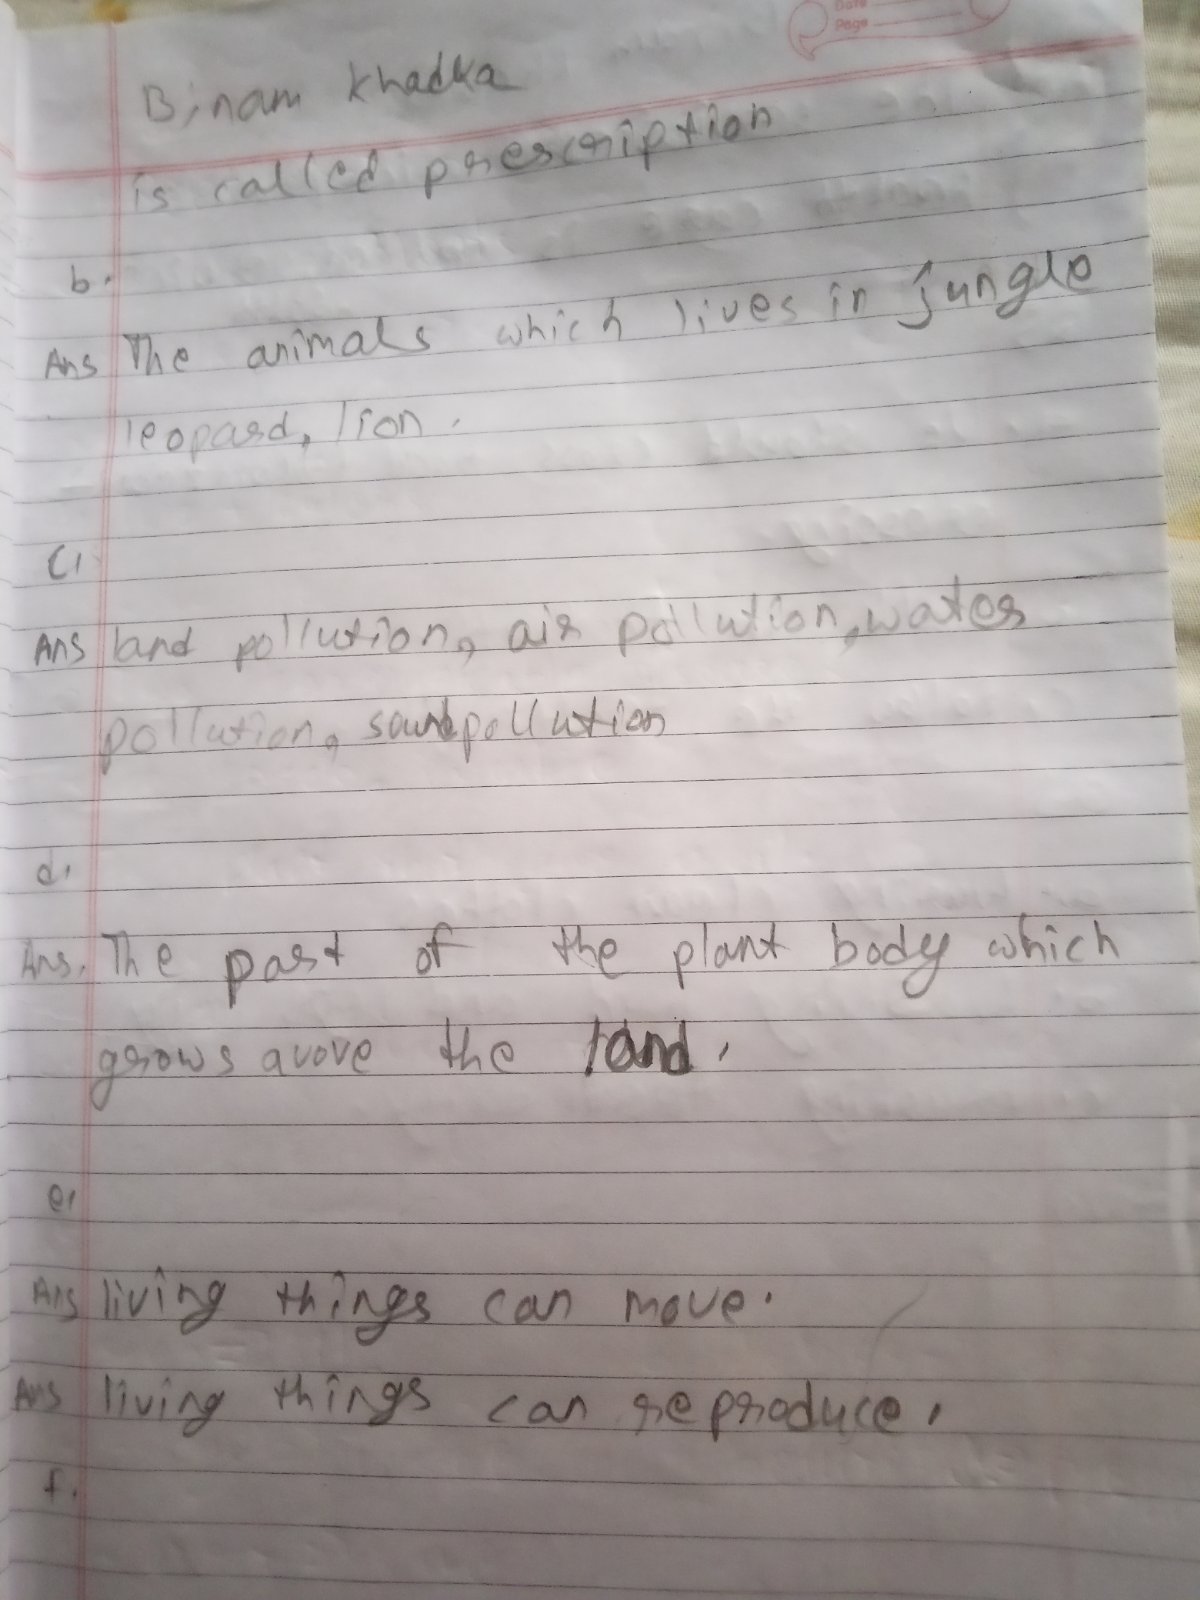 Date
Page
Binam Khadka
is called prescription
b.
Ans The animals which lives in jungle
leopard, lion.
c.
Ans land pollution, air pollution, water
pollution, sound pollution
d.
Ans. The part of the plant body which
grows avove the land.
e.
Ans living things can move.
Ans living things can reproduce.
f.